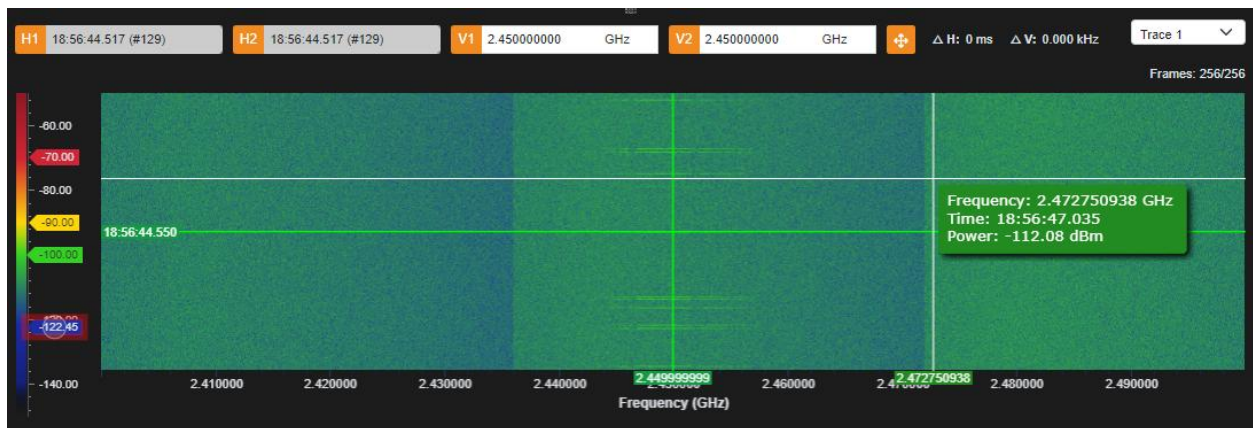 H1 18:56:44.517 (#129) H2 18:56:44.517 (#129) V1 2.450000000 GHz V2 2.450000000 GHz Δ H: 0 ms Δ V: 0.000 kHz Trace 1
Frames: 256/256
-60.00
-70.00
-80.00
-90.00
-100.00
-122.45
-140.00
18:56:44.550
Frequency: 2.472750938 GHz
Time: 18:56:47.035
Power: -112.08 dBm
2.410000 2.420000 2.430000 2.440000 2.449999999 2.460000 2.472750938 2.480000 2.490000
Frequency (GHz)